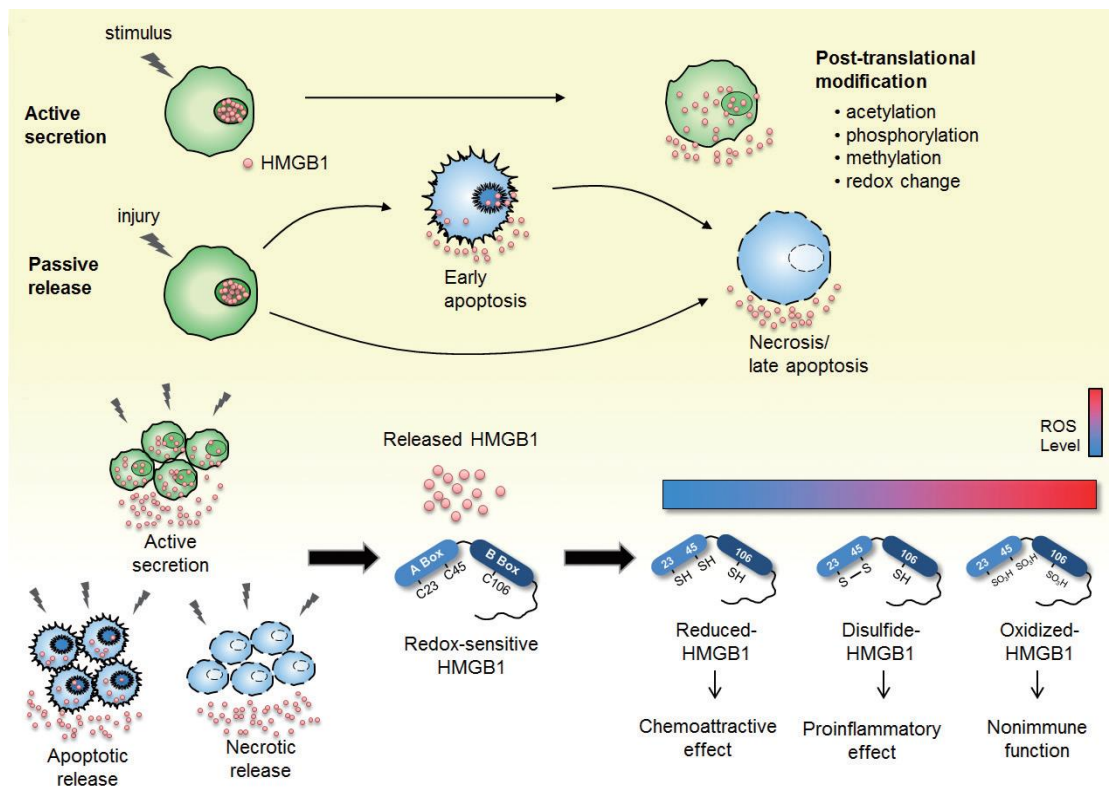 stimulus
Active
secretion
HMGB1
Post-translational
modification
• acetylation
• phosphorylation
• methylation
• redox change
injury
Passive
release
Early
apoptosis
Necrosis/
late apoptosis
ROS
Level
Active
secretion
Released HMGB1
A Box
B Box
C23
C45
C106
Redox-sensitive
HMGB1
23 45
106
SH
SH
SH
Reduced-
HMGB1
Chemoattractive
effect
23 45
106
S—S
SH
Disulfide-
HMGB1
Proinflammatory
effect
23 45
106
SO₃H
SO₃H
SO₃H
Oxidized-
HMGB1
Nonimmune
function
Apoptotic
release
Necrotic
release